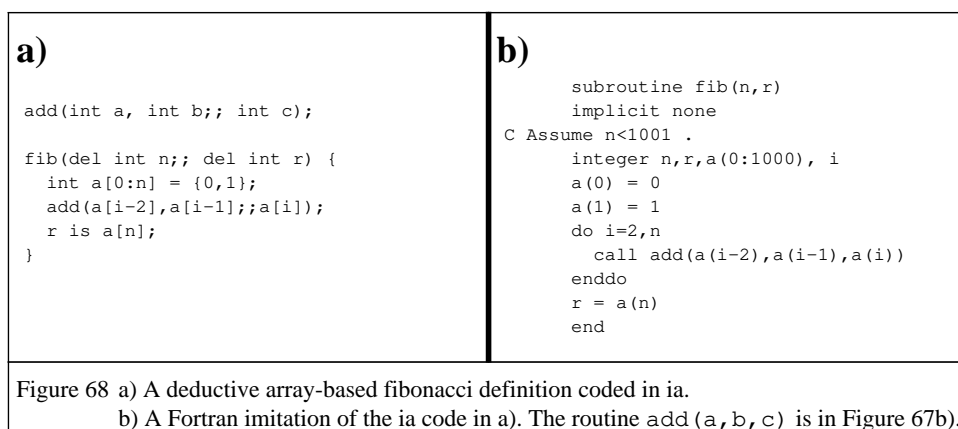 a)
add(int a, int b;; int c);
fib(del int n;; del int r) {
int a[0:n] = {0,1};
add(a[i-2],a[i-1];;a[i]);
r is a[n];
}
b)
subroutine fib(n,r)
implicit none
C Assume n<1001 .
integer n,r,a(0:1000), i
a(0) = 0
a(1) = 1
do i=2,n
call add(a(i-2),a(i-1),a(i))
enddo
r = a(n)
end
Figure 68 a) A deductive array-based fibonacci definition coded in ia.
b) A Fortran imitation of the ia code in a). The routine add(a,b,c) is in Figure 67b).